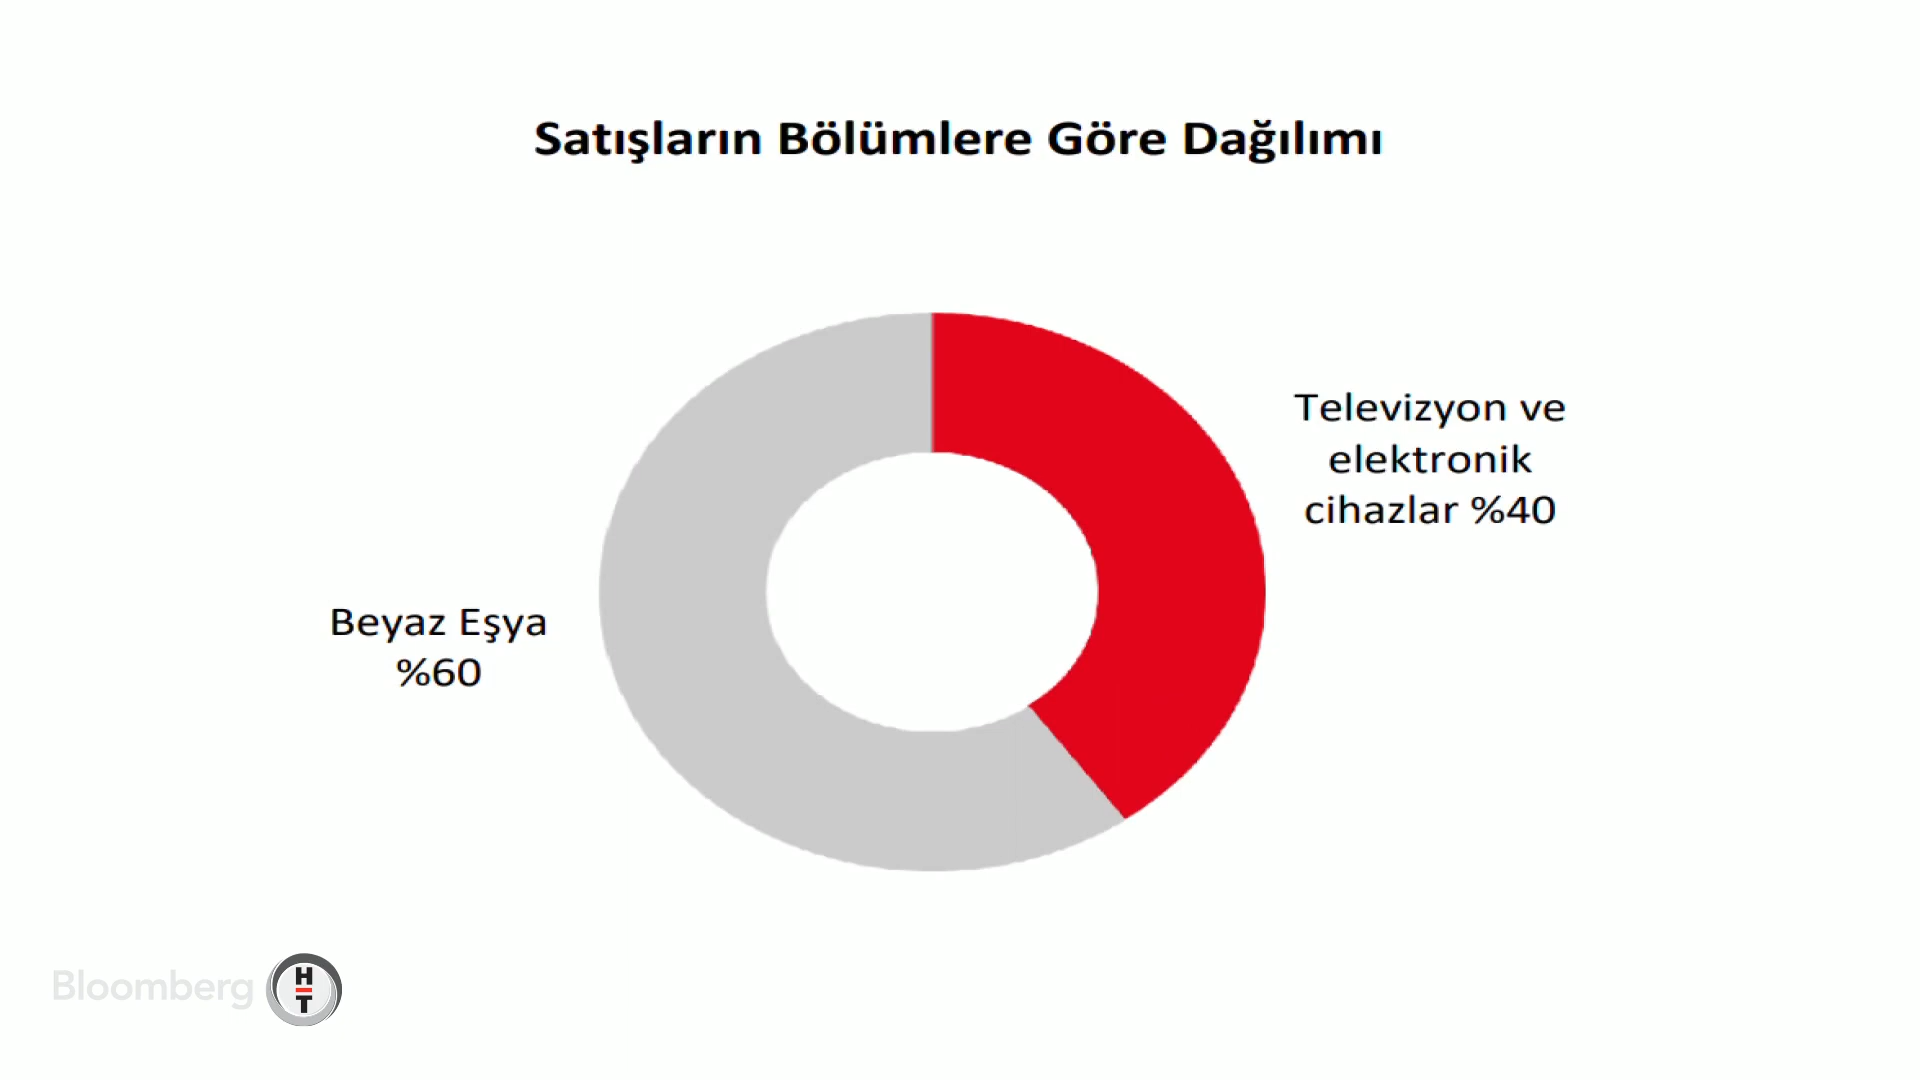 Satışların Bölümlere Göre Dağılımı
Televizyon ve
elektronik
cihazlar %40
Beyaz Eşya
%60
Bloomberg
H
T